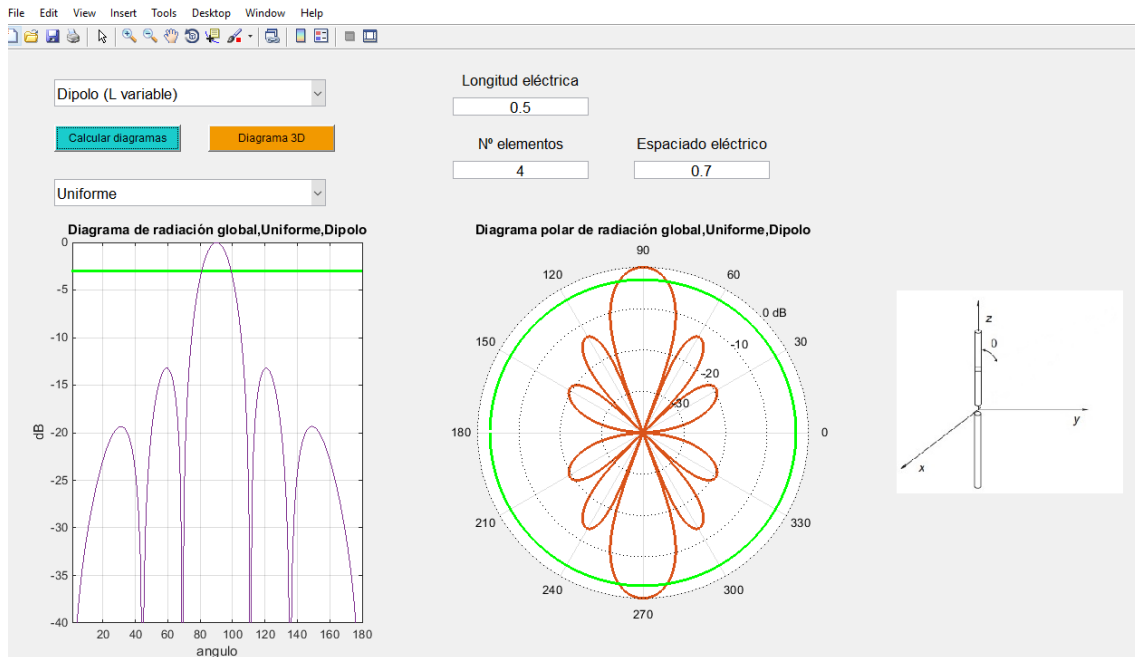 File Edit View Insert Tools Desktop Window Help
Dipolo (L variable)
Longitud eléctrica
0.5
Calcular diagramas
Diagrama 3D
Nº elementos
Espaciado eléctrico
4
0.7
Uniforme
Diagrama de radiación global,Uniforme,Dipolo
0
-5
-10
-15
-20
-25
-30
-35
-40
dB
20 40 60 80 100 120 140 160 180
angulo
Diagrama polar de radiación global,Uniforme,Dipolo
90
120
60
0 dB
150
-10
30
-20
-30
180
0
210
330
240
300
270
z
θ
y
x